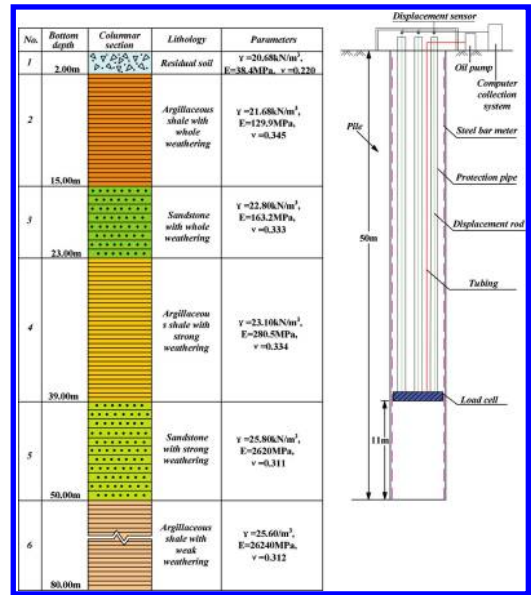 No.
Bottom
depth
Columnar
section
Lithology
Parameters
1
2.00m
Residual soil
γ=20.68kN/m³,
E=38.4MPa, ν=0.220
2
15.00m
Argillaceous
shale with
whole
weathering
γ=21.68kN/m³,
E=129.9MPa,
ν=0.345
3
23.00m
Sandstone
with whole
weathering
γ=22.80kN/m³,
E=163.2MPa,
ν=0.333
4
39.00m
Argillaceou
s shale with
strong
weathering
γ=23.10kN/m³,
E=280.5MPa,
ν=0.334
5
50.00m
Sandstone
with strong
weathering
γ=25.80kN/m³,
E=2620MPa,
ν=0.311
6
80.00m
Argillaceous
shale with
weak
weathering
γ=25.60/m³,
E=26240MPa,
ν=0.312
Displacement sensor
Oil pump
Computer
collection
system
Pile
Steel bar meter
Protection pipe
50m
Displacement rod
Tubing
Load cell
11m